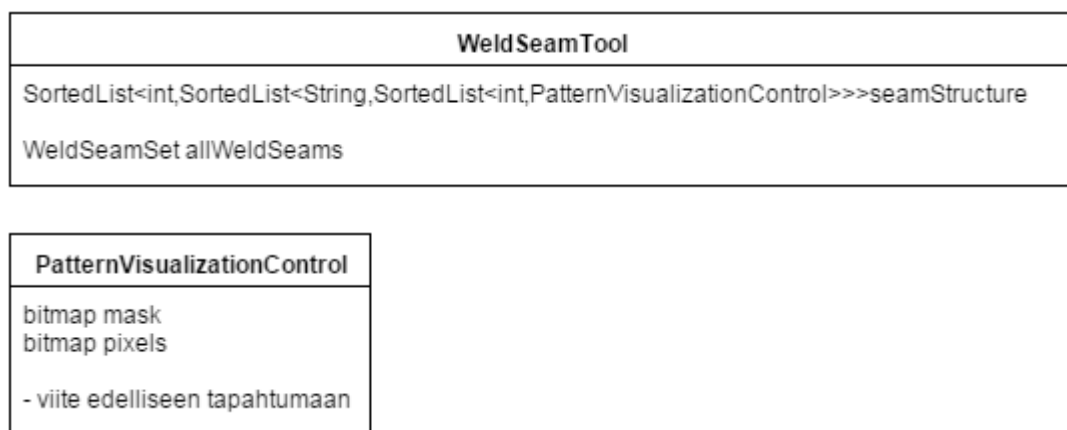 WeldSeamTool
SortedList<int,SortedList<String,SortedList<int,PatternVisualizationControl>>>seamStructure
WeldSeamSet allWeldSeams
PatternVisualizationControl
bitmap mask
bitmap pixels
- viite edelliseen tapahtumaan